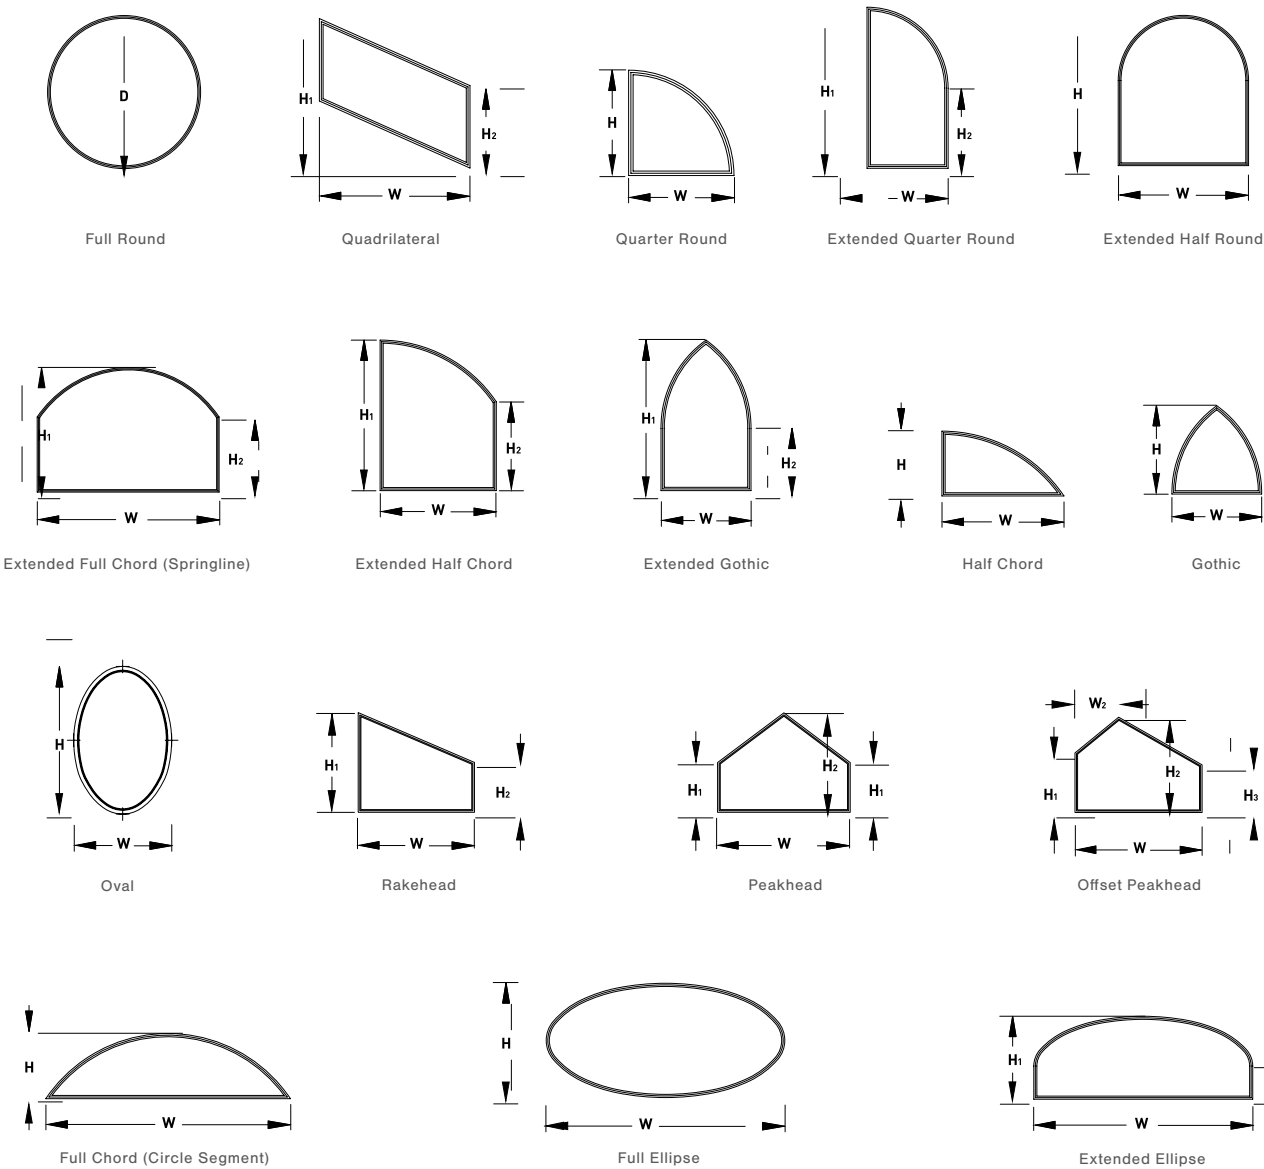 D
H1
H2
W
H
W
H1
H2
W
H
W
Full Round
Quadrilateral
Quarter Round
Extended Quarter Round
Extended Half Round
H1
H2
W
H1
H2
W
H1
H2
W
H
W
H
W
Extended Full Chord (Springline)
Extended Half Chord
Extended Gothic
Half Chord
Gothic
H
W
H1
H2
W
H1
H2
H1
W
W2
H1
H2
H3
W
Oval
Rakehead
Peakhead
Offset Peakhead
H
W
H
W
H1
W
Full Chord (Circle Segment)
Full Ellipse
Extended Ellipse